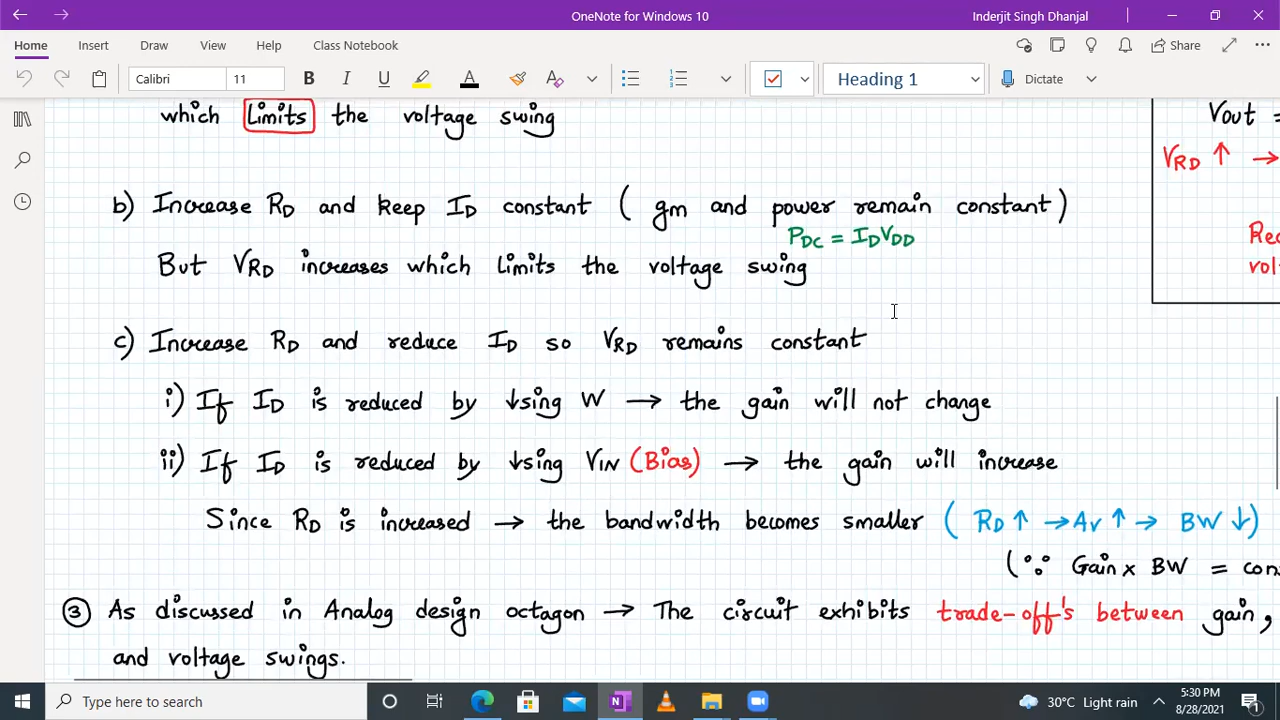 OneNote for Windows 10
Inderjit Singh Dhanjal
Home Insert Draw View Help Class Notebook
Share
Calibri 11 B I U A A Heading 1 Dictate
which Limits the voltage swing
Vout =
VRD ↑ →
b) Increase RD and keep ID constant ( gm and power remain constant )
PDC = IDVDD
Rec
But VRD increases which limits the voltage swing
vol
c) Increase RD and reduce ID so VRD remains constant
i) If ID is reduced by ↓sing W → the gain will not change
ii) If ID is reduced by ↓sing VIN (Bias) → the gain will increase
Since RD is increased → the bandwidth becomes smaller ( RD ↑ → Av ↑ → BW ↓ )
(∵ Gain x BW = con
③ As discussed in Analog design octagon → The circuit exhibits trade-off's between gain,
and voltage swings.
Type here to search
30°C Light rain
5:30 PM
8/28/2021
1